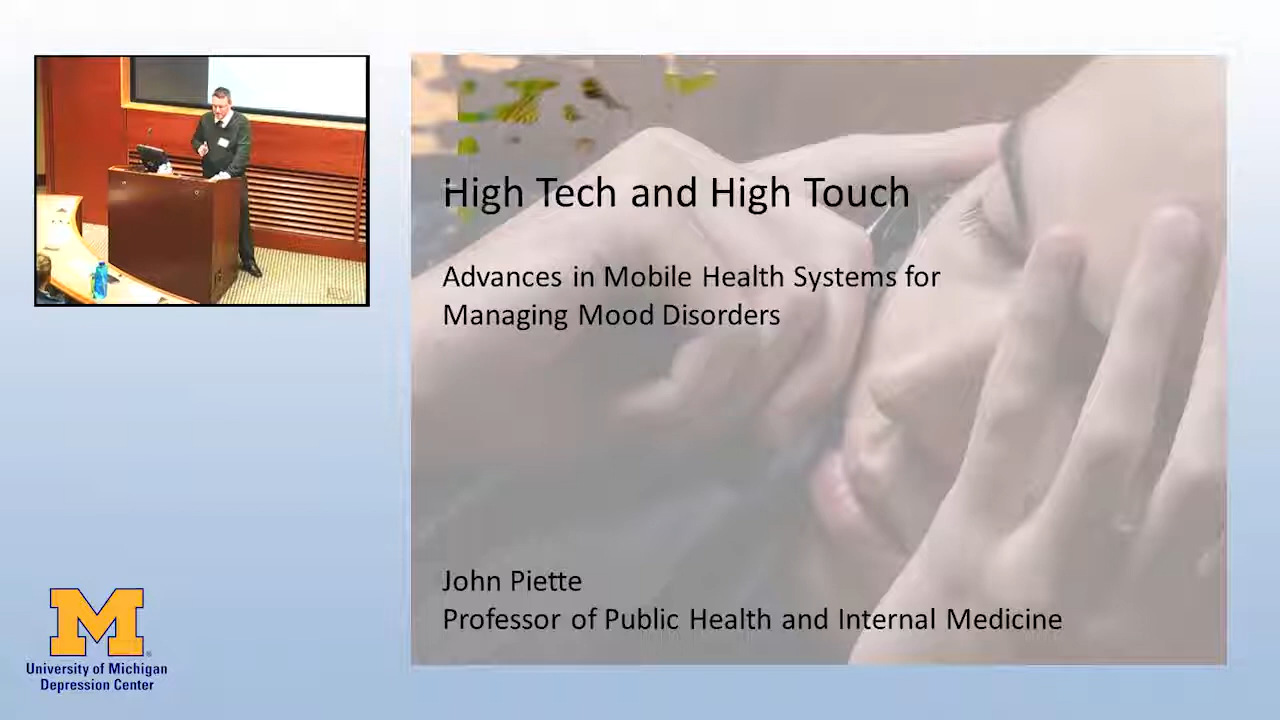 High Tech and High Touch
Advances in Mobile Health Systems for
Managing Mood Disorders
John Piette
Professor of Public Health and Internal Medicine
M
University of Michigan
Depression Center